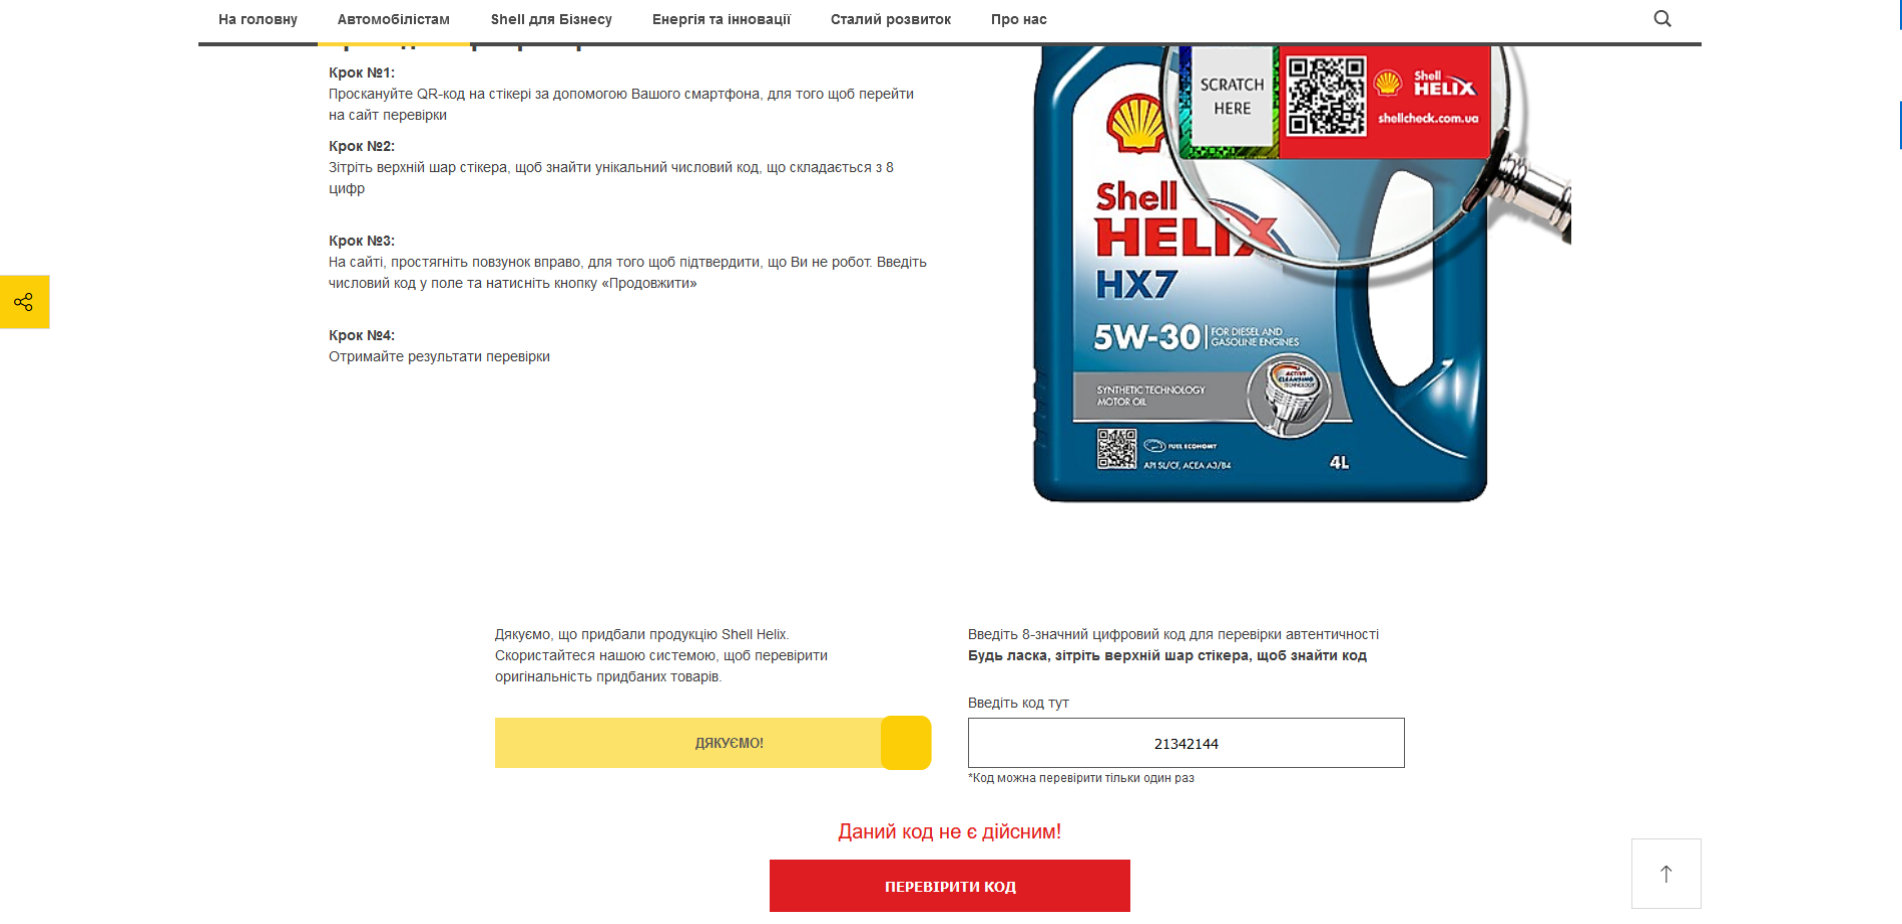 На головну Автомобілістам Shell для Бізнесу Енергія та інновації Сталий розвиток Про нас
Крок №1:
Проскануйте QR-код на стікері за допомогою Вашого смартфона, для того щоб перейти
на сайт перевірки
Крок №2:
Зітріть верхній шар стікера, щоб знайти унікальний числовий код, що складається з 8
цифр
Крок №3:
На сайті, простягніть повзунок вправо, для того щоб підтвердити, що Ви не робот. Введіть
числовий код у поле та натисніть кнопку «Продовжити»
Крок №4:
Отримайте результати перевірки
SCRATCH
HERE
Shell
HELIX
shellcheck.com.ua
Shell
HELIX
HX7
5W-30 FOR DIESEL AND
GASOLINE ENGINES
ACTIVE
CLEANSING
TECHNOLOGY
SYNTHETIC TECHNOLOGY
MOTOR OIL
FUEL ECONOMY
API SL/CF, ACEA A3/B4
4L
Дякуємо, що придбали продукцію Shell Helix.
Скористайтеся нашою системою, щоб перевірити
оригінальність придбаних товарів.
ДЯКУЄМО!
Введіть 8-значний цифровий код для перевірки автентичності
Будь ласка, зітріть верхній шар стікера, щоб знайти код
Введіть код тут
21342144
*Код можна перевірити тільки один раз
Даний код не є дійсним!
ПЕРЕВІРИТИ КОД